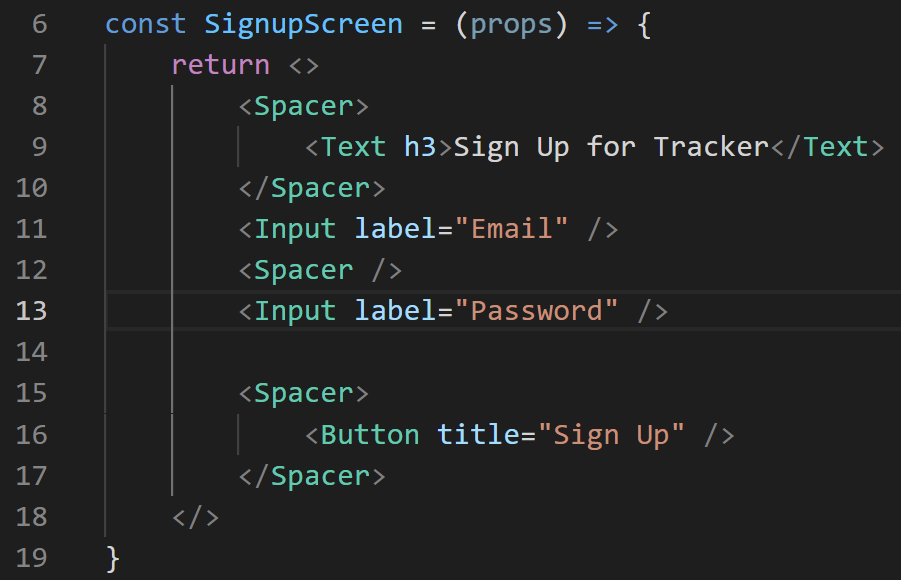 6 const SignupScreen = (props) => {
7     return <>
8         <Spacer>
9             <Text h3>Sign Up for Tracker</Text>
10         </Spacer>
11         <Input label="Email" />
12         <Spacer />
13         <Input label="Password" />
14
15         <Spacer>
16             <Button title="Sign Up" />
17         </Spacer>
18     </>
19 }